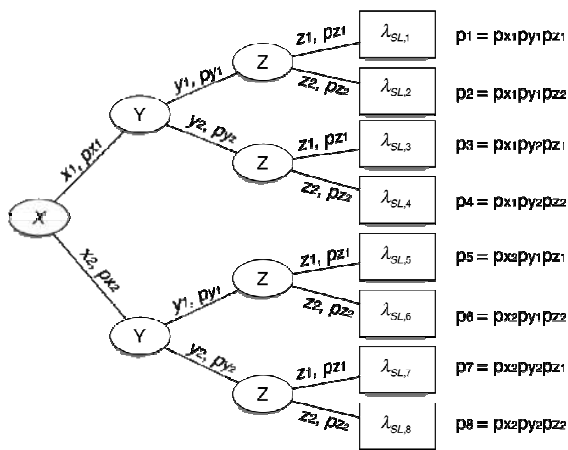 z1, pz1
λSL,1
p1 = px1py1pz1
Z
y1, py1
z2, pz2
λSL,2
p2 = px1py1pz2
Y
x1, px1
y2, py2
z1, pz1
λSL,3
p3 = px1py2pz1
Z
z2, pz2
λSL,4
p4 = px1py2pz2
X
z1, pz1
λSL,5
p5 = px2py1pz1
x2, px2
Z
y1, py1
z2, pz2
λSL,6
p6 = px2py1pz2
Y
y2, py2
z1, pz1
λSL,7
p7 = px2py2pz1
Z
z2, pz2
λSL,8
p8 = px2py2pz2